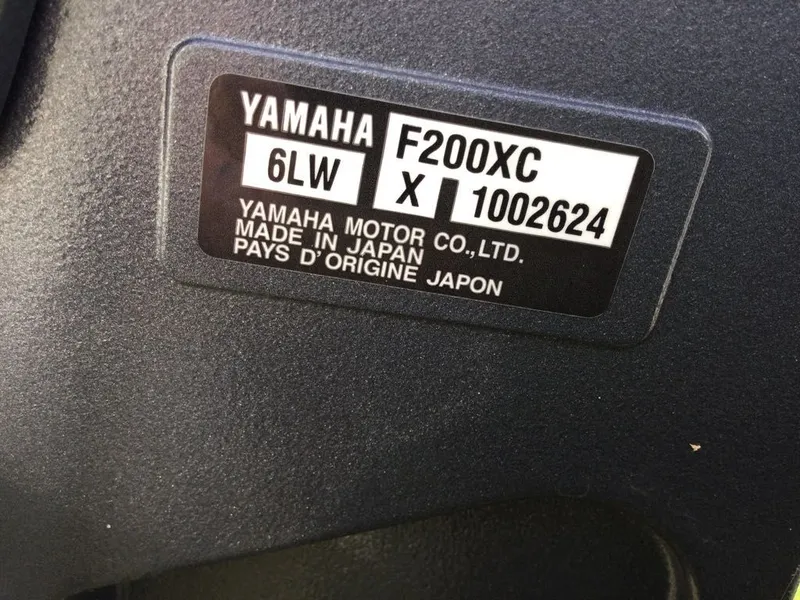 YAMAHA F200XC
6LW X 1002624
YAMAHA MOTOR CO.,LTD.
MADE IN JAPAN
PAYS D'ORIGINE JAPON